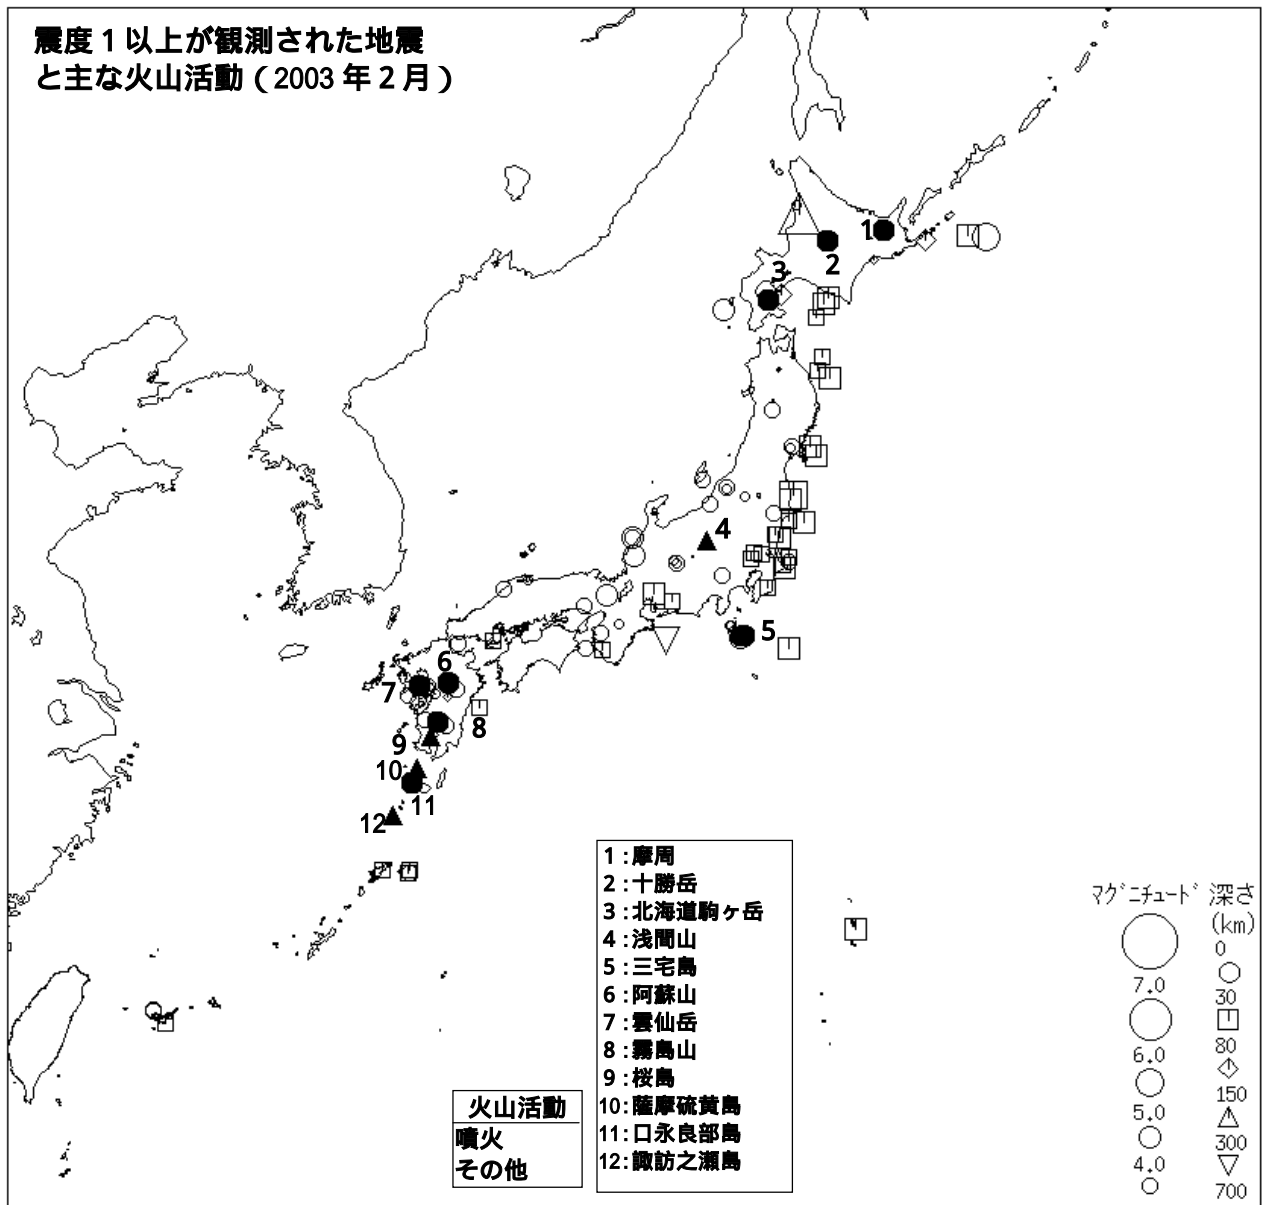 震度１以上が観測された地震
と主な火山活動（2003 年２月）
1
2
3
4
5
6
7
8
9
10
11
12
1 :摩周
2 :十勝岳
3 :北海道駒ヶ岳
4 :浅間山
5 :三宅島
6 :阿蘇山
7 :雲仙岳
8 :霧島山
9 :桜島
10:薩摩硫黄島
11:口永良部島
12:諏訪之瀬島
火山活動
噴火
その他
マグニチュード 深さ
(km)
0
7.0
30
6.0
80
5.0
150
4.0
300
700